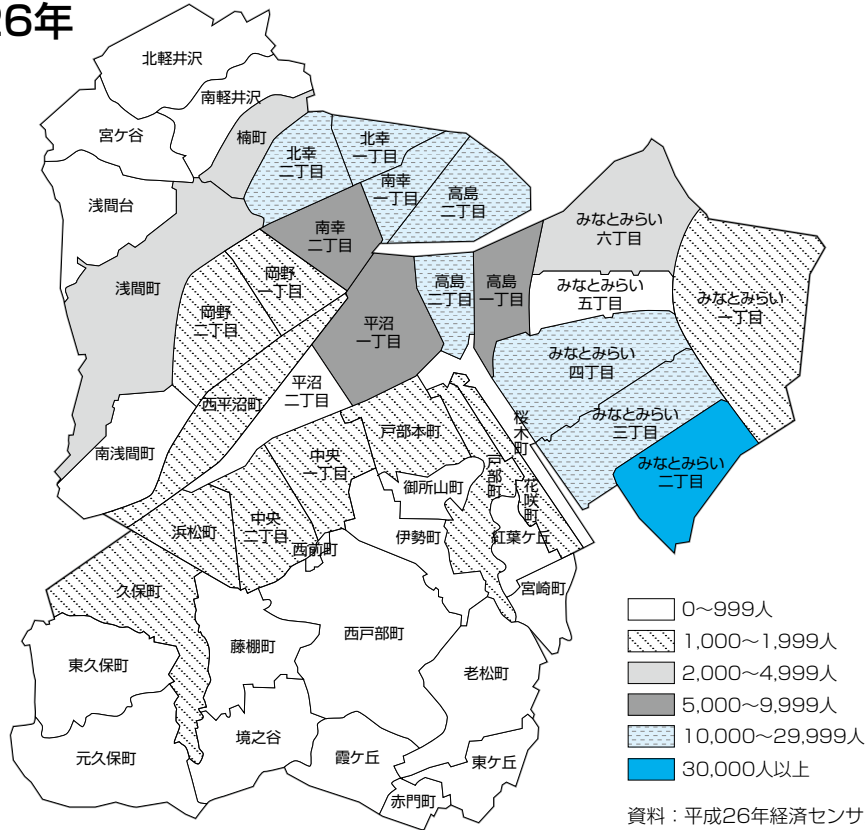 26年
北軽井沢
南軽井沢
宮ケ谷
楠町
北幸
二丁目
北幸
一丁目
南幸
一丁目
高島
二丁目
浅間台
南幸
二丁目
みなとみらい
六丁目
浅間町
岡野
一丁目
岡野
二丁目
高島
二丁目
高島
一丁目
みなとみらい
五丁目
みなとみらい
一丁目
平沼
一丁目
みなとみらい
四丁目
平沼
二丁目
西平沼町
みなとみらい
三丁目
桜木町
戸部本町
南浅間町
中央
一丁目
みなとみらい
二丁目
御所山町
戸部町
花咲町
浜松町
中央
二丁目
西前町
伊勢町
紅葉ケ丘
宮崎町
久保町
藤棚町
西戸部町
東久保町
老松町
境之谷
元久保町
霞ケ丘
東ケ丘
赤門町
0〜999人
1,000〜1,999人
2,000〜4,999人
5,000〜9,999人
10,000〜29,999人
30,000人以上
資料：平成26年経済センサ